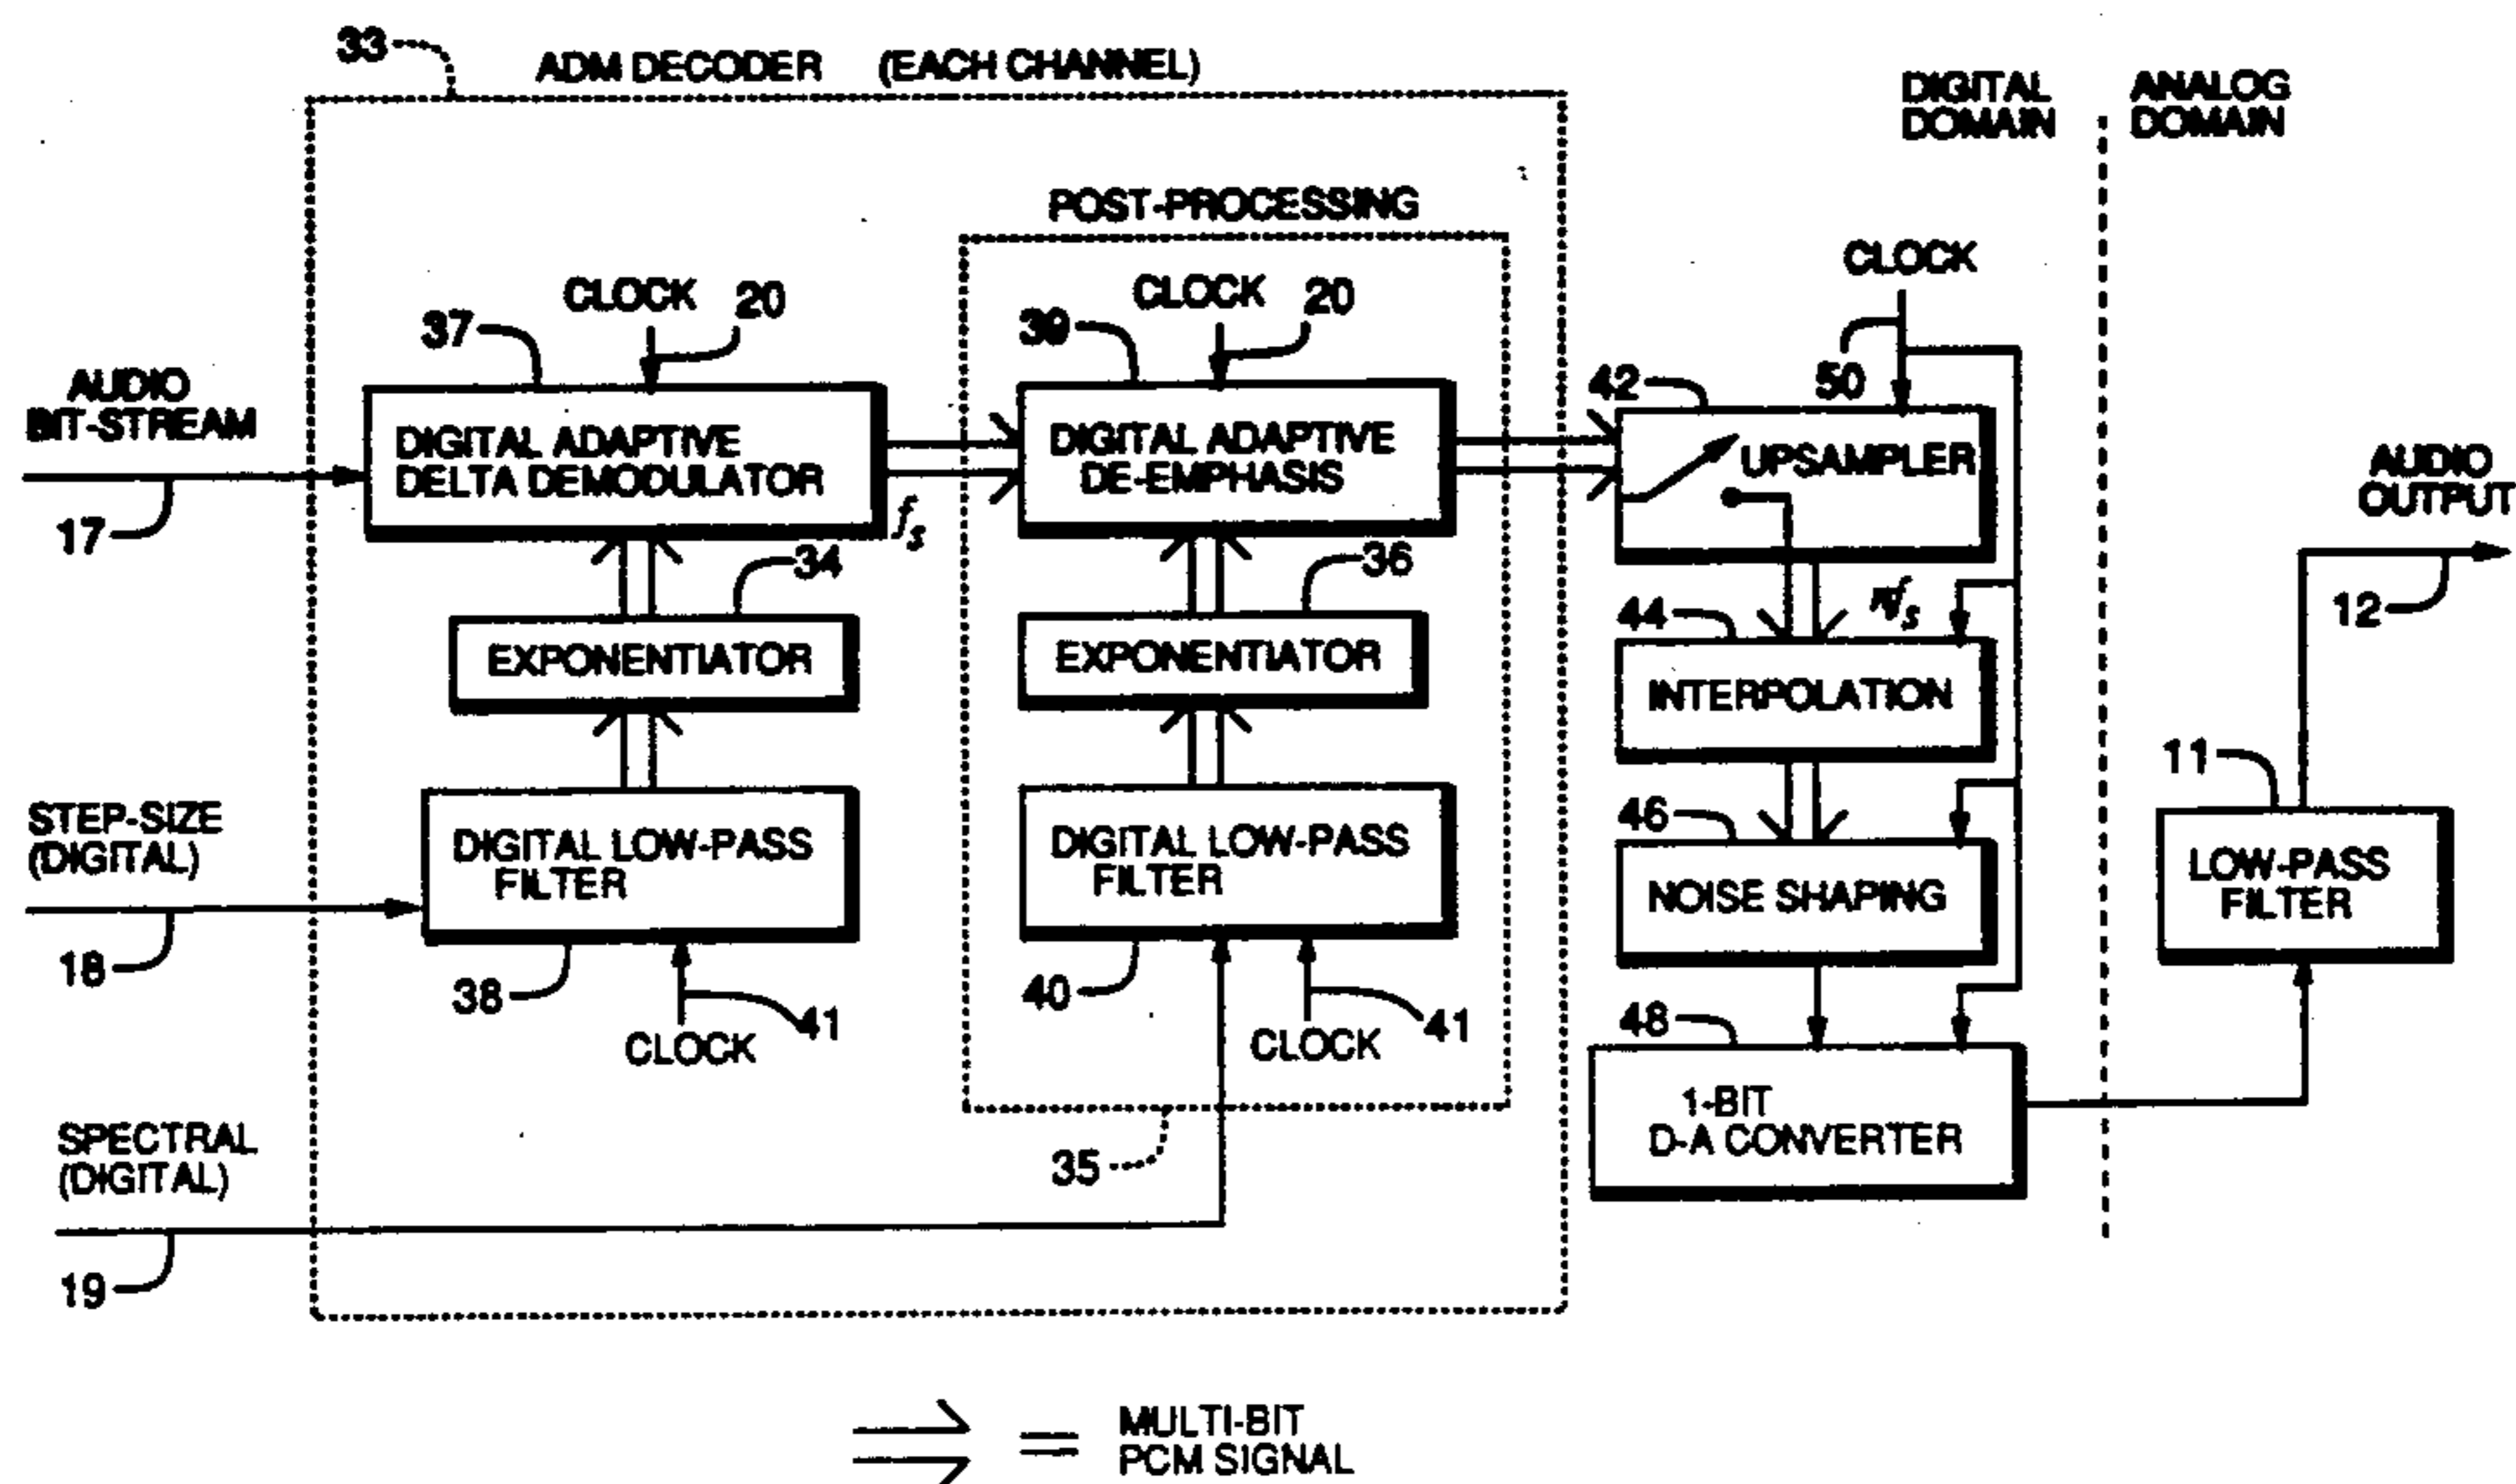 33
ADM DECODER (EACH CHANNEL)
DIGITAL
DOMAIN
ANALOG
DOMAIN
POST-PROCESSING
CLOCK
20
37
CLOCK
20
39
CLOCK
50
42
AUDIO
BIT-STREAM
17
DIGITAL ADAPTIVE
DELTA DEMODULATOR
fs
DIGITAL ADAPTIVE
DE-EMPHASIS
UPSAMPLER
AUDIO
OUTPUT
12
34
EXPONENTIATOR
36
EXPONENTIATOR
44
nfs
INTERPOLATION
11
STEP-SIZE
(DIGITAL)
18
DIGITAL LOW-PASS
FILTER
38
CLOCK
41
DIGITAL LOW-PASS
FILTER
40
CLOCK
41
46
NOISE SHAPING
LOW-PASS
FILTER
48
1-BIT
D-A CONVERTER
SPECTRAL
(DIGITAL)
19
35
= MULTI-BIT
PCM SIGNAL